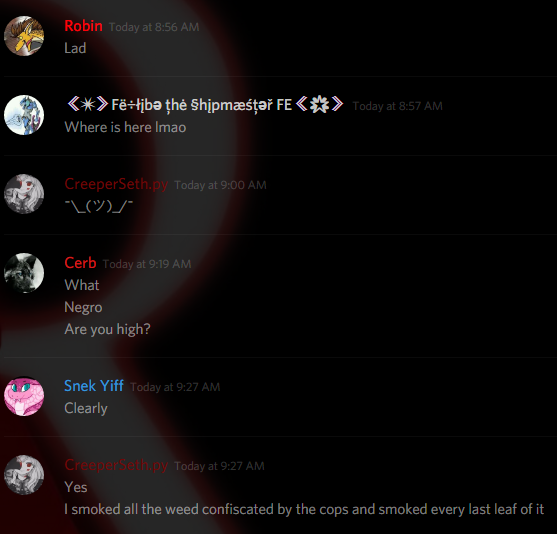 Robin Today at 8:56 AM
Lad
《✴》Fë÷łįbə ţhė §hįpmæśţəř FE《✡》 Today at 8:57 AM
Where is here lmao
CreeperSeth.py Today at 9:00 AM
¯\_(ツ)_/¯
Cerb Today at 9:19 AM
What
Negro
Are you high?
Snek Yiff Today at 9:27 AM
Clearly
CreeperSeth.py Today at 9:27 AM
Yes
I smoked all the weed confiscated by the cops and smoked every last leaf of it